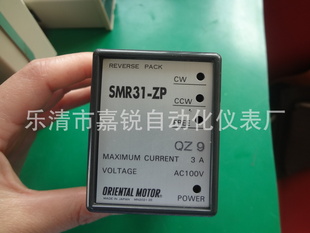 REVERSE PACK
CW
SMR31-ZP
CCW
乐清市嘉锐自动化仪表厂
QZ 9
MAXIMUM CURRENT 3 A
VOLTAGE AC100V
ORIENTAL MOTOR
POWER